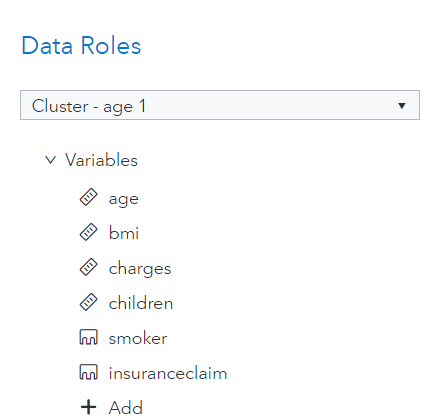 Data Roles
Cluster - age 1
Variables
age
bmi
charges
children
smoker
insuranceclaim
Add